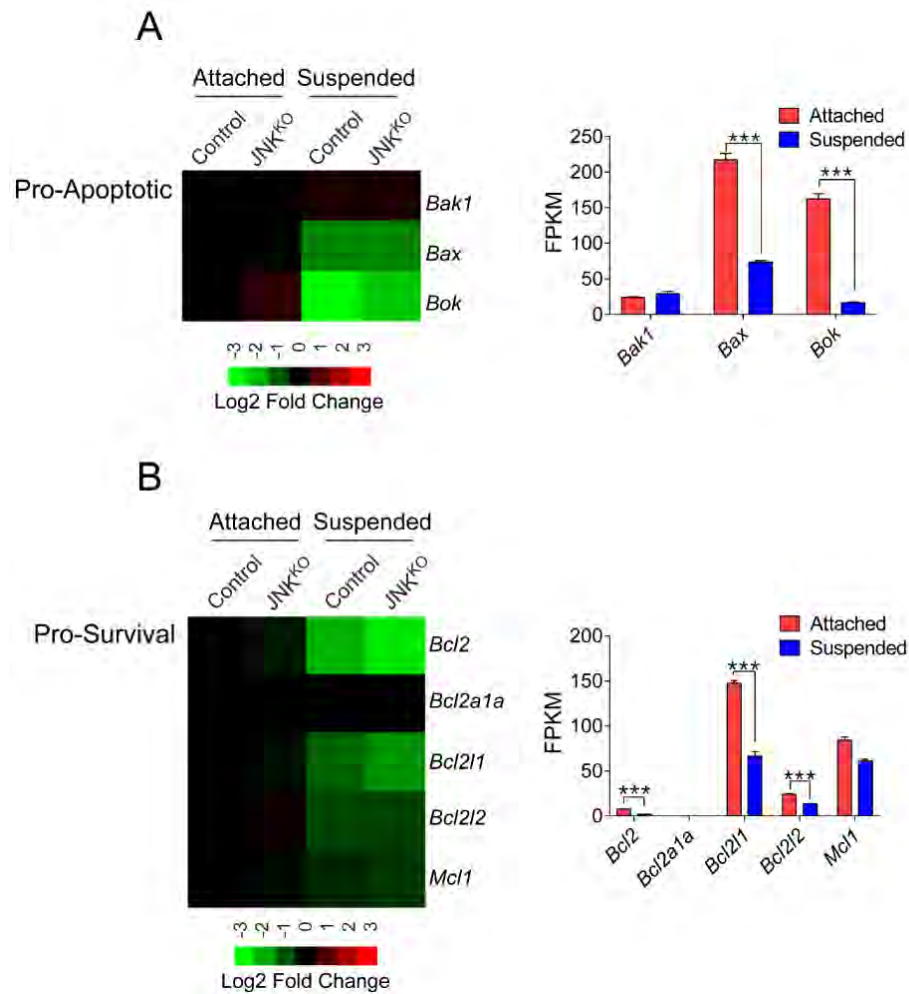 A
Attached Suspended
Control JNKKO Control JNKKO
Pro-Apoptotic
Bak1
Bax
Bok
-3 -2 -1 0 1 2 3
Log2 Fold Change
Attached
Suspended
FPKM
250
200
150
100
50
0
*** ***
Bak1 Bax Bok
B
Attached Suspended
Control JNKKO Control JNKKO
Pro-Survival
Bcl2
Bcl2a1a
Bcl2l1
Bcl2l2
Mcl1
-3 -2 -1 0 1 2 3
Log2 Fold Change
Attached
Suspended
FPKM
200
150
100
50
0
*** *** ***
Bcl2 Bcl2a1a Bcl2l1 Bcl2l2 Mcl1